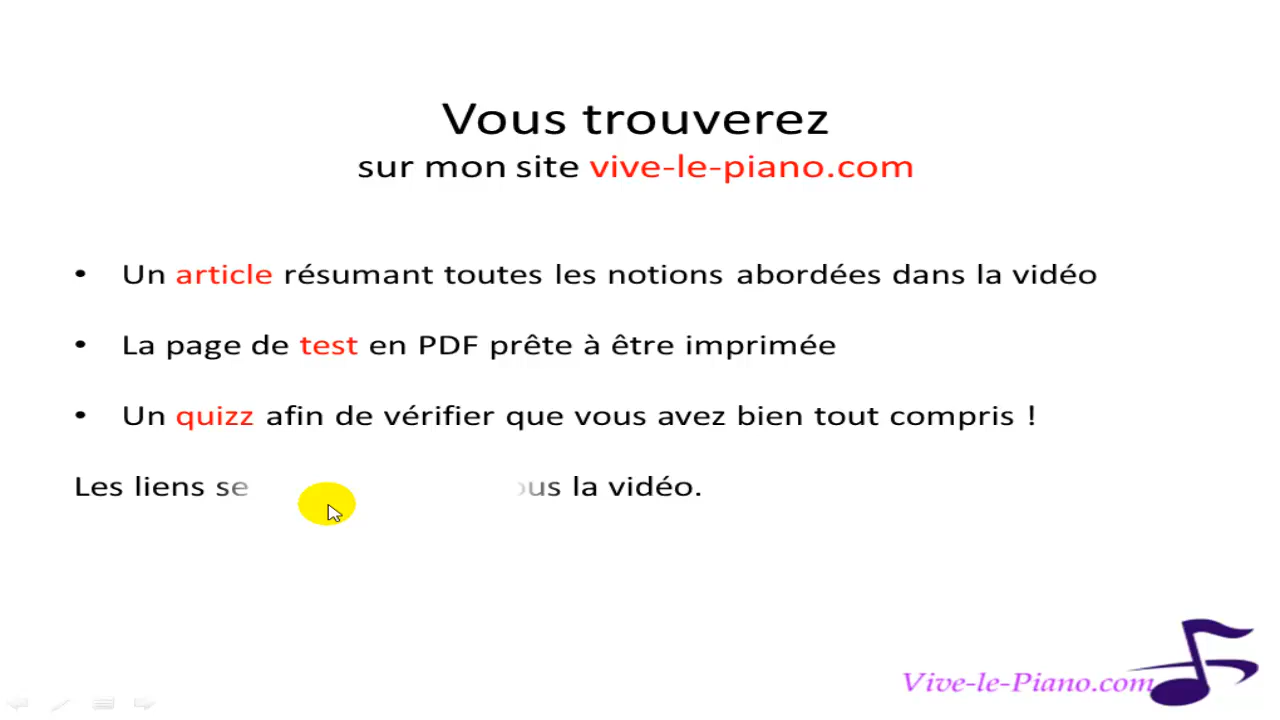 Vous trouverez
sur mon site vive-le-piano.com
• Un article résumant toutes les notions abordées dans la vidéo
• La page de test en PDF prête à être imprimée
• Un quizz afin de vérifier que vous avez bien tout compris !
Les liens la vidéo.
Vive-le-Piano.com